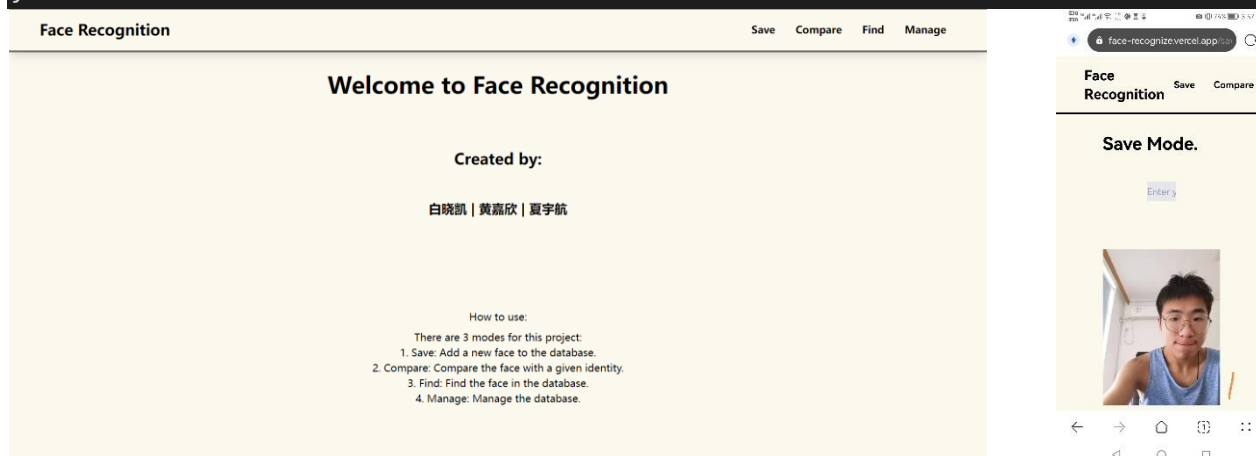 Face Recognition
Save Compare Find Manage
Welcome to Face Recognition
Created by:
白晓凯 | 黄嘉欣 | 夏宇航
How to use:
There are 3 modes for this project:
1. Save: Add a new face to the database.
2. Compare: Compare the face with a given identity.
3. Find: Find the face in the database.
4. Manage: Manage the database.
face-recognize.vercel.app/sa
Face
Recognition
Save Compare
Save Mode.
Enter y